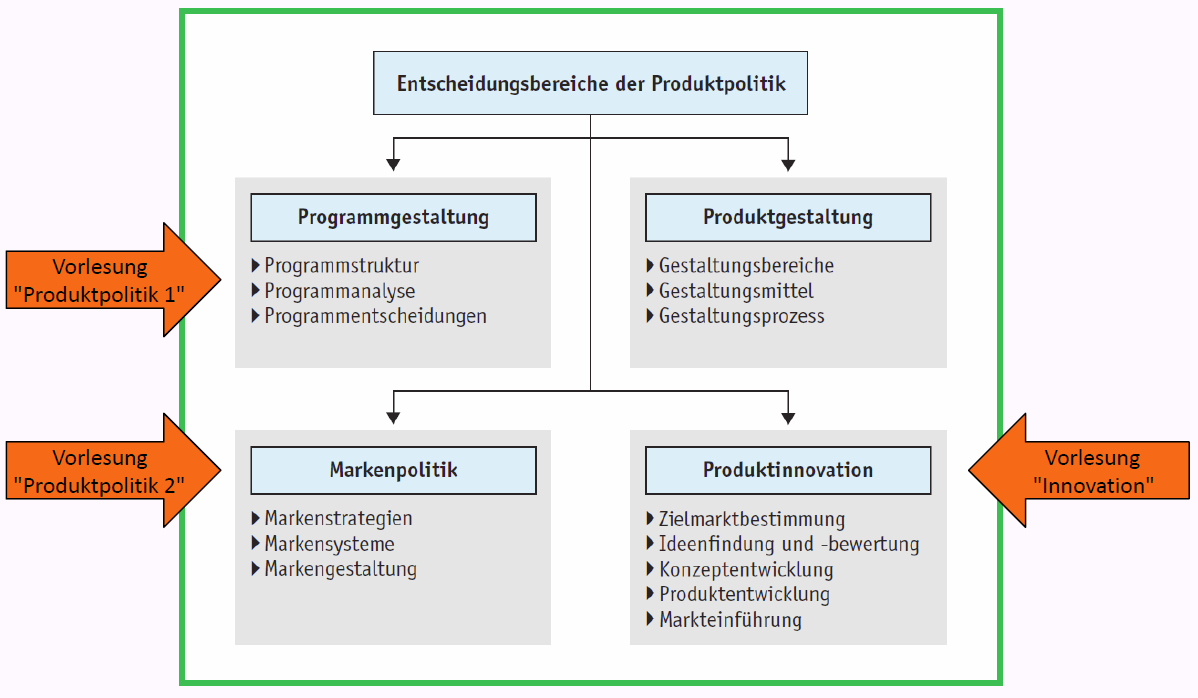 Entscheidungsbereiche der Produktpolitik
Programmgestaltung
Programmstruktur
Programmanalyse
Programmentscheidungen
Produktgestaltung
Gestaltungsbereiche
Gestaltungsmittel
Gestaltungsprozess
Vorlesung
"Produktpolitik 1"
Markenpolitik
Markenstrategien
Markensysteme
Markengestaltung
Vorlesung
"Produktpolitik 2"
Produktinnovation
Zielmarktbestimmung
Ideenfindung und -bewertung
Konzeptentwicklung
Produktentwicklung
Markteinführung
Vorlesung
"Innovation"